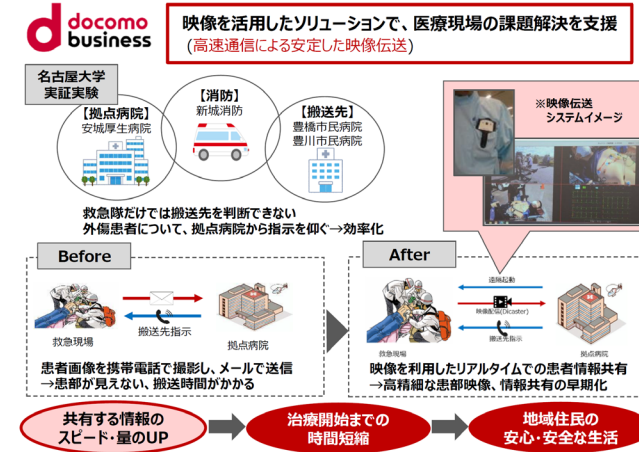 docomo
business
映像を活用したソリューションで、医療現場の課題解決を支援
(高速通信による安定した映像伝送)
名古屋大学
実証実験
【拠点病院】
安城厚生病院
【消防】
新城消防
【搬送先】
豊橋市民病院
豊川市民病院
※映像伝送
システムイメージ
救急隊だけでは搬送先を判断できない
外傷患者について、拠点病院から指示を仰ぐ→効率化
Before
救急現場
搬送先指示
拠点病院
患者画像を携帯電話で撮影し、メールで送信
→患部が見えない、搬送時間がかかる
After
遠隔起動
映像配信(Dicaster)
搬送先指示
救急現場
拠点病院
映像を利用したリアルタイムでの患者情報共有
→高精細な患部映像、情報共有の早期化
共有する情報の
スピード・量のUP
治療開始までの
時間短縮
地域住民の
安心・安全な生活